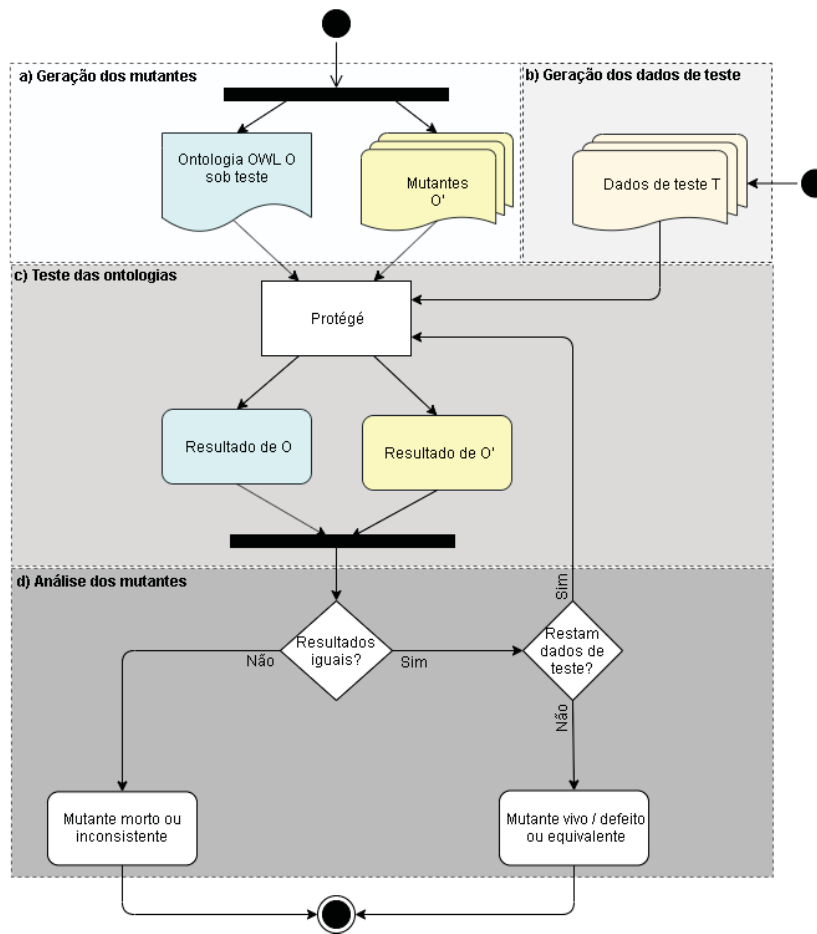 a) Geração dos mutantes
b) Geração dos dados de teste
Ontologia OWL O
sob teste
Mutantes
O'
Dados de teste T
c) Teste das ontologias
Protégé
Resultado de O
Resultado de O'
d) Análise dos mutantes
Resultados
iguais?
Não
Sim
Sim
Restam
dados de
teste?
Não
Mutante morto ou
inconsistente
Mutante vivo / defeito
ou equivalente